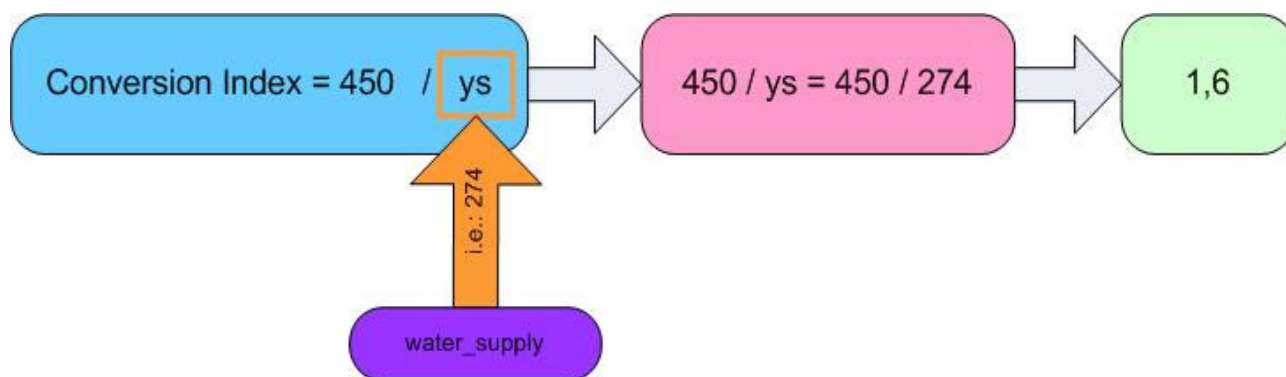 Conversion Index = 450 / ys
450 / ys = 450 / 274
1,6
i.e.: 274
water_supply